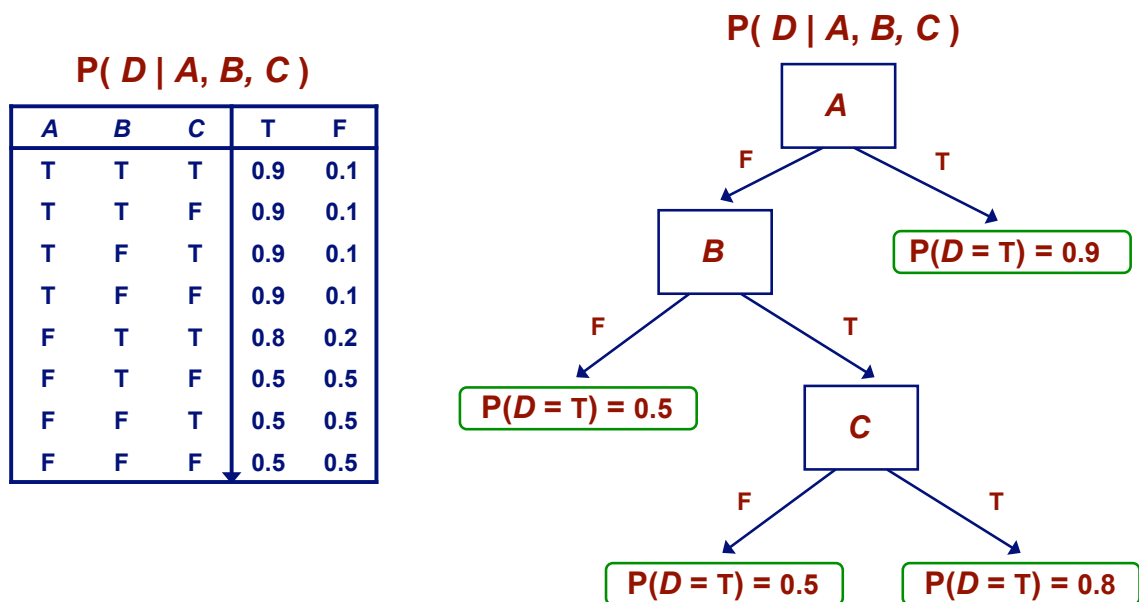 P( D | A, B, C )
A B C T F
T T T 0.9 0.1
T T F 0.9 0.1
T F T 0.9 0.1
T F F 0.9 0.1
F T T 0.8 0.2
F T F 0.5 0.5
F F T 0.5 0.5
F F F 0.5 0.5
P( D | A, B, C )
A
F T
B
P(D = T) = 0.9
F T
P(D = T) = 0.5
C
F T
P(D = T) = 0.5
P(D = T) = 0.8